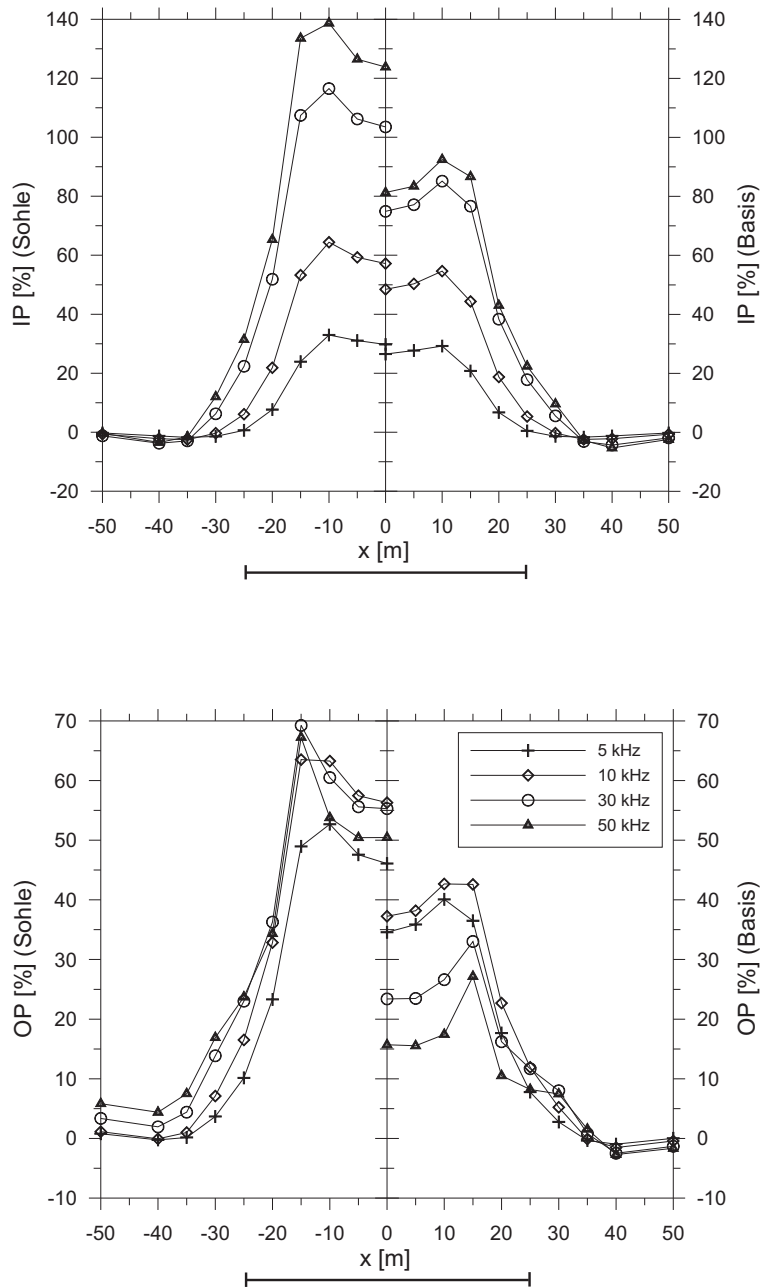 140 140
120 120
100 100
80 80
60 60
40 40
20 20
0 0
-20 -20
IP [%] (Sohle)
IP [%] (Basis)
-50 -40 -30 -20 -10 0 10 20 30 40 50
x [m]
70 70
60 60
50 50
40 40
30 30
20 20
10 10
0 0
-10 -10
OP [%] (Sohle)
OP [%] (Basis)
5 kHz
10 kHz
30 kHz
50 kHz
-50 -40 -30 -20 -10 0 10 20 30 40 50
x [m]